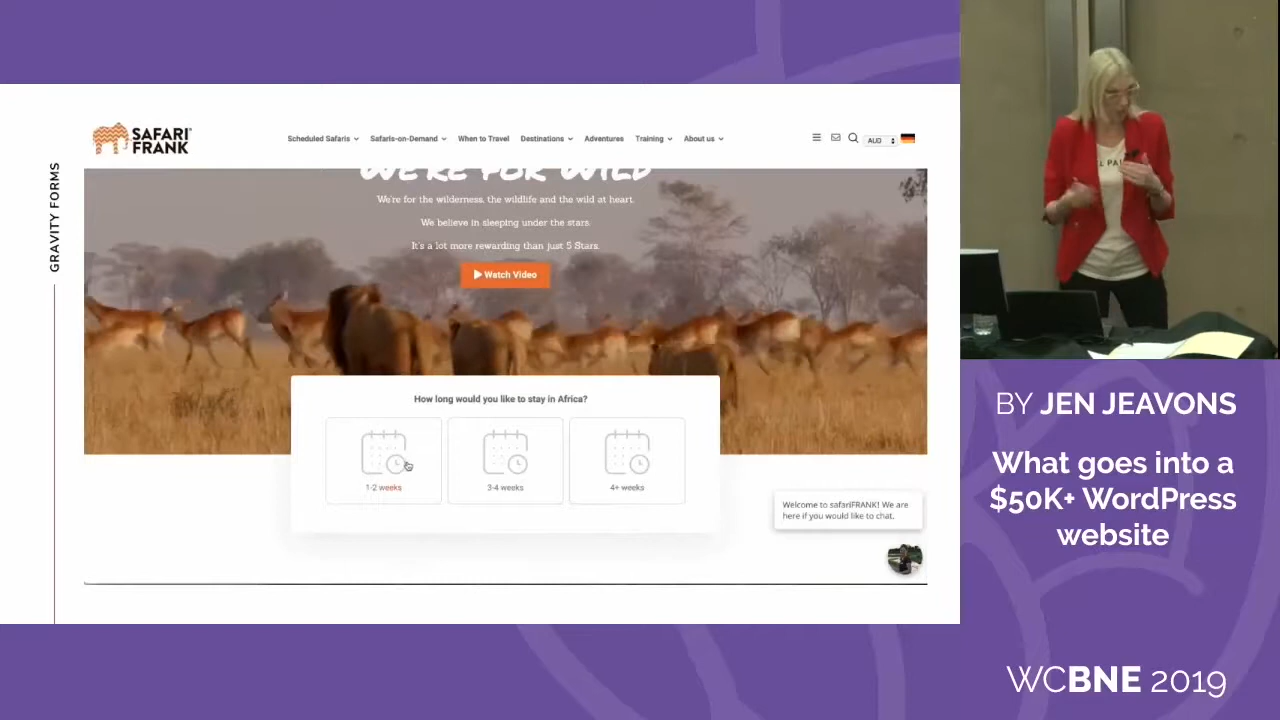 GRAVITY FORMS
SAFARI
FRANK
Scheduled Safaris
Safaris-on-Demand
When to Travel
Destinations
Adventures
Training
About us
AUD
WE'RE FOR WILD
We're for the wilderness, the wildlife and the wild at heart.
We believe in sleeping under the stars.
It's a lot more rewarding than just 5 Stars.
Watch Video
How long would you like to stay in Africa?
1-2 weeks
3-4 weeks
4+ weeks
Welcome to safariFRANK! We are
here if you would like to chat.
BY JEN JEAVONS
What goes into a
$50K+ WordPress
website
WCBNE 2019